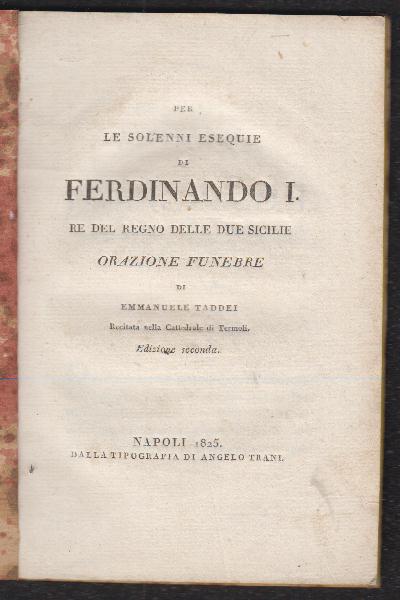 PER
LE SOLENNI ESEQUIE
DI
FERDINANDO I.
RE DEL REGNO DELLE DUE SICILIE
ORAZIONE FUNEBRE
DI
EMMANUELE TADDEI
Recitata nella Cattedrale di Termoli.
Edizione seconda.
NAPOLI 1825.
DALLA TIPOGRAFIA DI ANGELO TRANI.